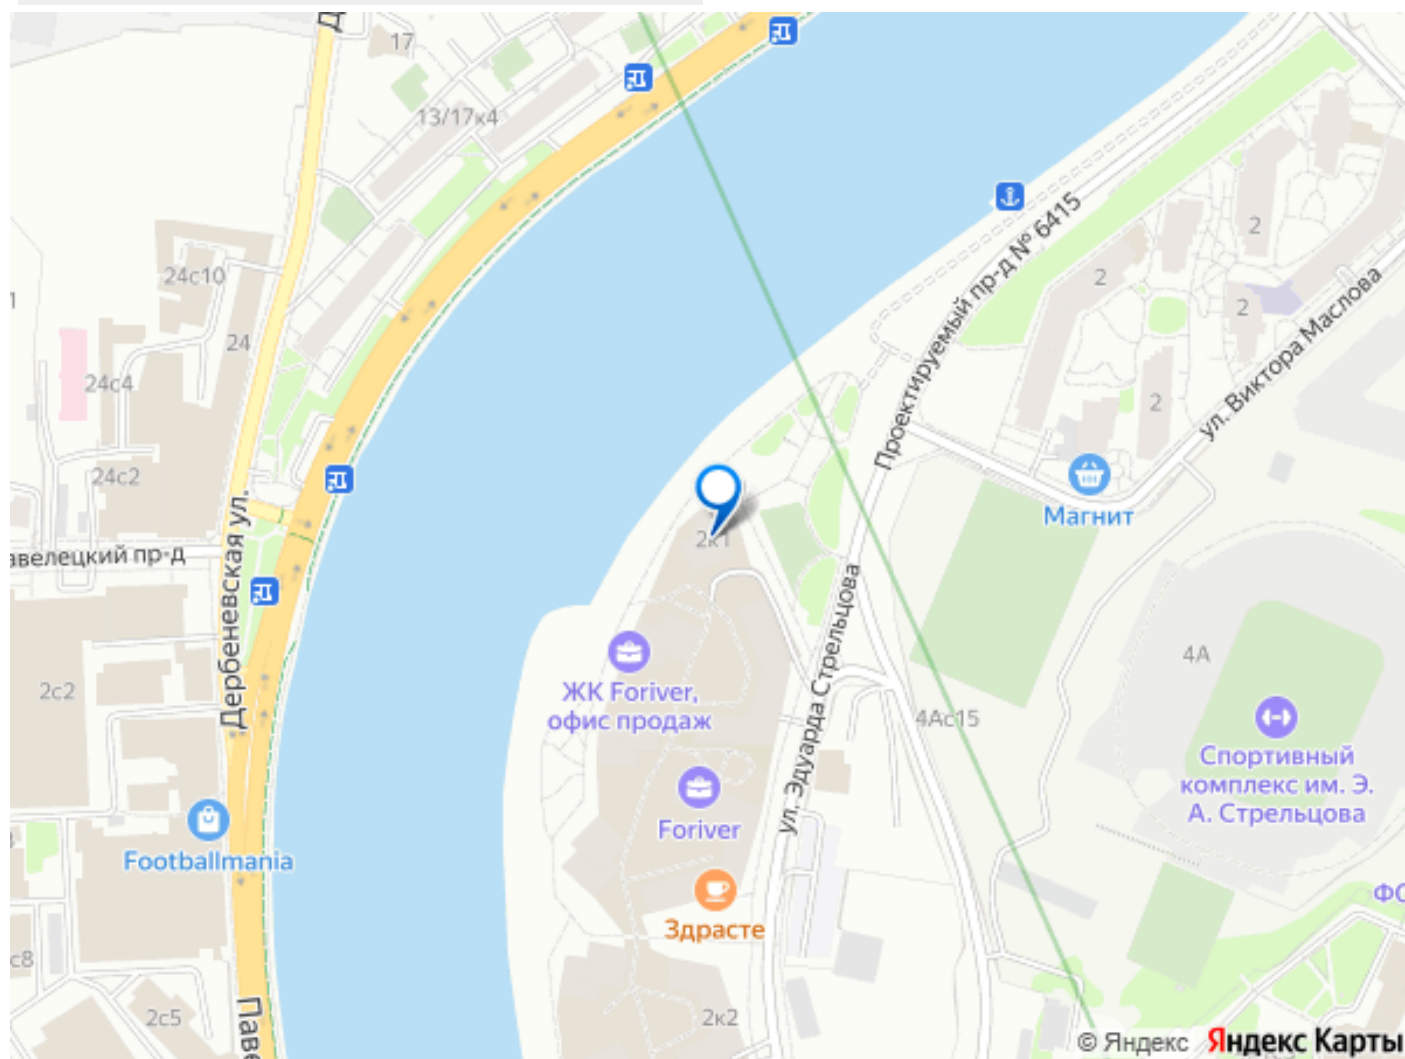 Д
17
13/17к4
Проектируемый пр-д № 6415
2
2
2
2
24с10
24
24с4
24с2
1
ул. Виктора Маслова
Магнит
авелецкий пр-д
Дербеневская ул.
2к1
ул. Эдуарда Стрельцова
ЖК Foriver,
офис продаж
2с2
4А
4Ас15
Спортивный
комплекс им. Э.
А. Стрельцова
Foriver
Footballmania
Здрасте
ФО
с8
2с5
Паве
2к2
© Яндекс Яндекс Карты